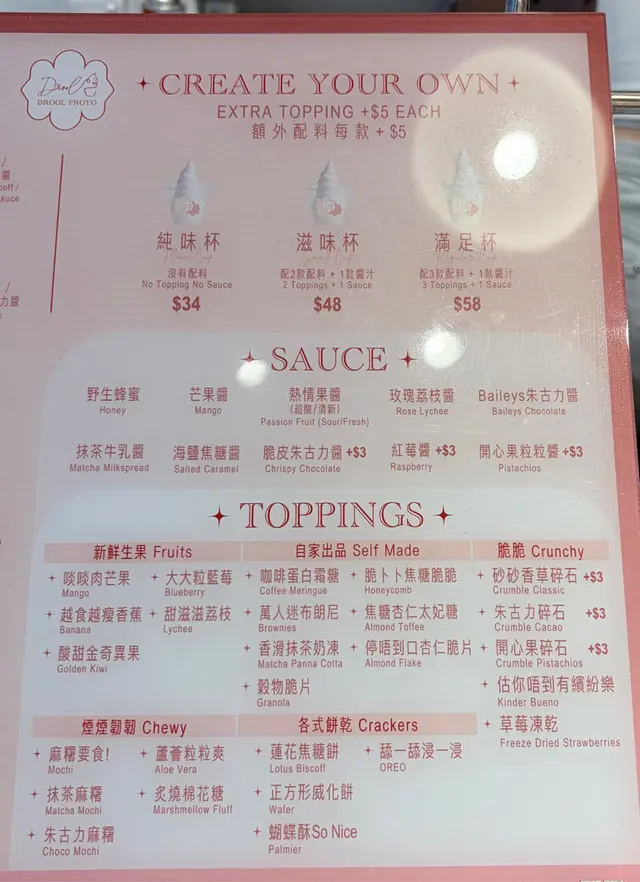 Drool
DROOL FROYO
CREATE YOUR OWN
EXTRA TOPPING +$5 EACH
額外配料每款 + $5
純味杯
沒有配料
No Topping No Sauce
$34
滋味杯
Small Cup
配2款配料 + 1款醬汁
2 Toppings + 1 Sauce
$48
滿足杯
Regular Cup
配3款配料 + 1款醬汁
3 Toppings + 1 Sauce
$58
/
醬
coff /
auce
/
力醬
SAUCE
野生蜂蜜
Honey
芒果醬
Mango
熱情果醬
(超酸/清新)
Passion Fruit (Sour/Fresh)
玫瑰荔枝醬
Rose Lychee
Baileys朱古力醬
Baileys Chocolate
抹茶牛乳醬
Matcha Milkspread
海鹽焦糖醬
Salted Caramel
脆皮朱古力醬 +$3
Chrispy Chocolate
紅莓醬 +$3
Raspberry
開心果粒粒醬 +$3
Pistachios
TOPPINGS
新鮮生果 Fruits
啖啖肉芒果
Mango
大大粒藍莓
Blueberry
越食越瘦香蕉
Banana
甜滋滋荔枝
Lychee
酸甜金奇異果
Golden Kiwi
自家出品 Self Made
咖啡蛋白霜糖
Coffee Meringue
脆卜卜焦糖脆脆
Honeycomb
萬人迷布朗尼
Brownies
焦糖杏仁太妃糖
Almond Toffee
香滑抹茶奶凍
Matcha Panna Cotta
停唔到口杏仁脆片
Almond Flake
穀物脆片
Granola
脆脆 Crunchy
砂砂香草碎石 +$3
Crumble Classic
朱古力碎石 +$3
Crumble Cacao
開心果碎石 +$3
Crumble Pistachios
估你唔到有繽紛樂
Kinder Bueno
草莓凍乾
Freeze Dried Strawberries
煙煙韌韌 Chewy
麻糬要食!
Mochi
蘆薈粒粒爽
Aloe Vera
抹茶麻糬
Matcha Mochi
炙燒棉花糖
Marshmellow Fluff
朱古力麻糬
Choco Mochi
各式餅乾 Crackers
蓮花焦糖餅
Lotus Biscoff
舔一舔浸一浸
OREO
正方形威化餅
Wafer
蝴蝶酥So Nice
Palmier